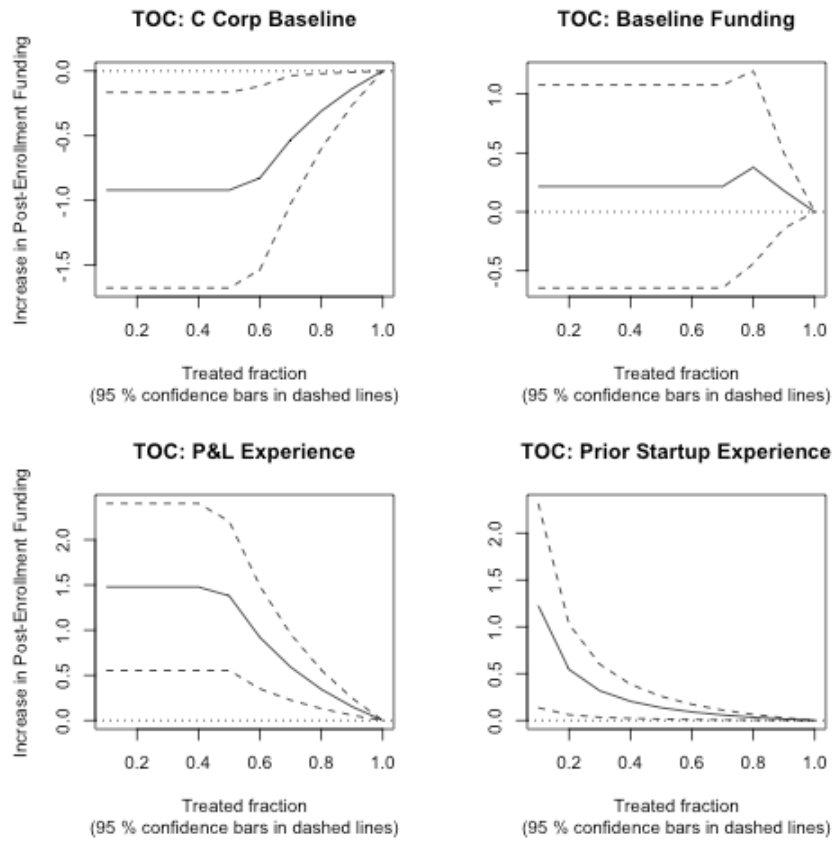 TOC: C Corp Baseline
Increase in Post-Enrollment Funding
0.0
-0.5
-1.0
-1.5
0.2 0.4 0.6 0.8 1.0
Treated fraction
(95 % confidence bars in dashed lines)
TOC: Baseline Funding
1.0
0.5
0.0
-0.5
0.2 0.4 0.6 0.8 1.0
Treated fraction
(95 % confidence bars in dashed lines)
TOC: P&L Experience
Increase in Post-Enrollment Funding
2.0
1.5
1.0
0.5
0.0
0.2 0.4 0.6 0.8 1.0
Treated fraction
(95 % confidence bars in dashed lines)
TOC: Prior Startup Experience
2.0
1.5
1.0
0.5
0.0
0.2 0.4 0.6 0.8 1.0
Treated fraction
(95 % confidence bars in dashed lines)